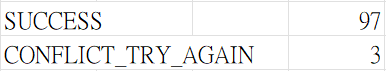 SUCCESS 97
CONFLICT_TRY_AGAIN 3